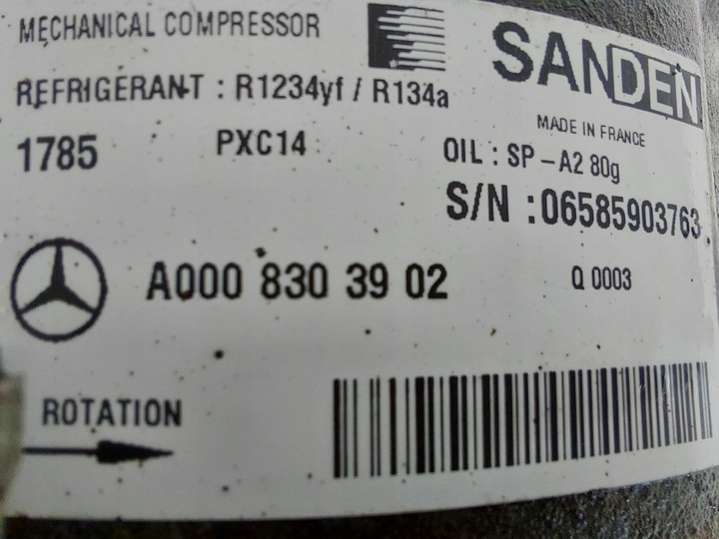 MECHANICAL COMPRESSOR
SANDEN
REFRIGERANT : R1234yf / R134a
MADE IN FRANCE
1785 PXC14 OIL : SP - A2 80g
S/N : 06585903763
A000 830 39 02 Q 0003
ROTATION